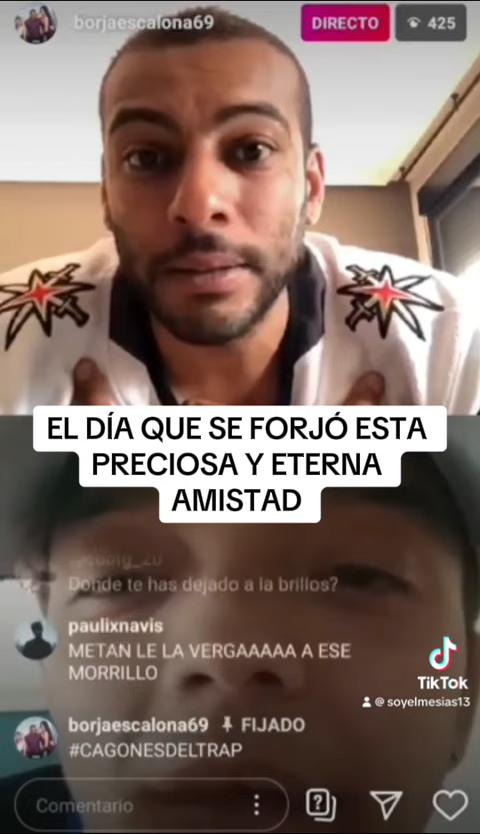 borjaescalona69
DIRECTO
425
EL DÍA QUE SE FORJÓ ESTA
PRECIOSA Y ETERNA
AMISTAD
Donde te has dejado a la brillos?
paulixnavis
METAN LE LA VERGAAAAA A ESE
MORRILLO
TikTok
@ soyelmesias13
borjaescalona69 FIJADO
#CAGONESDELTRAP
Comentario